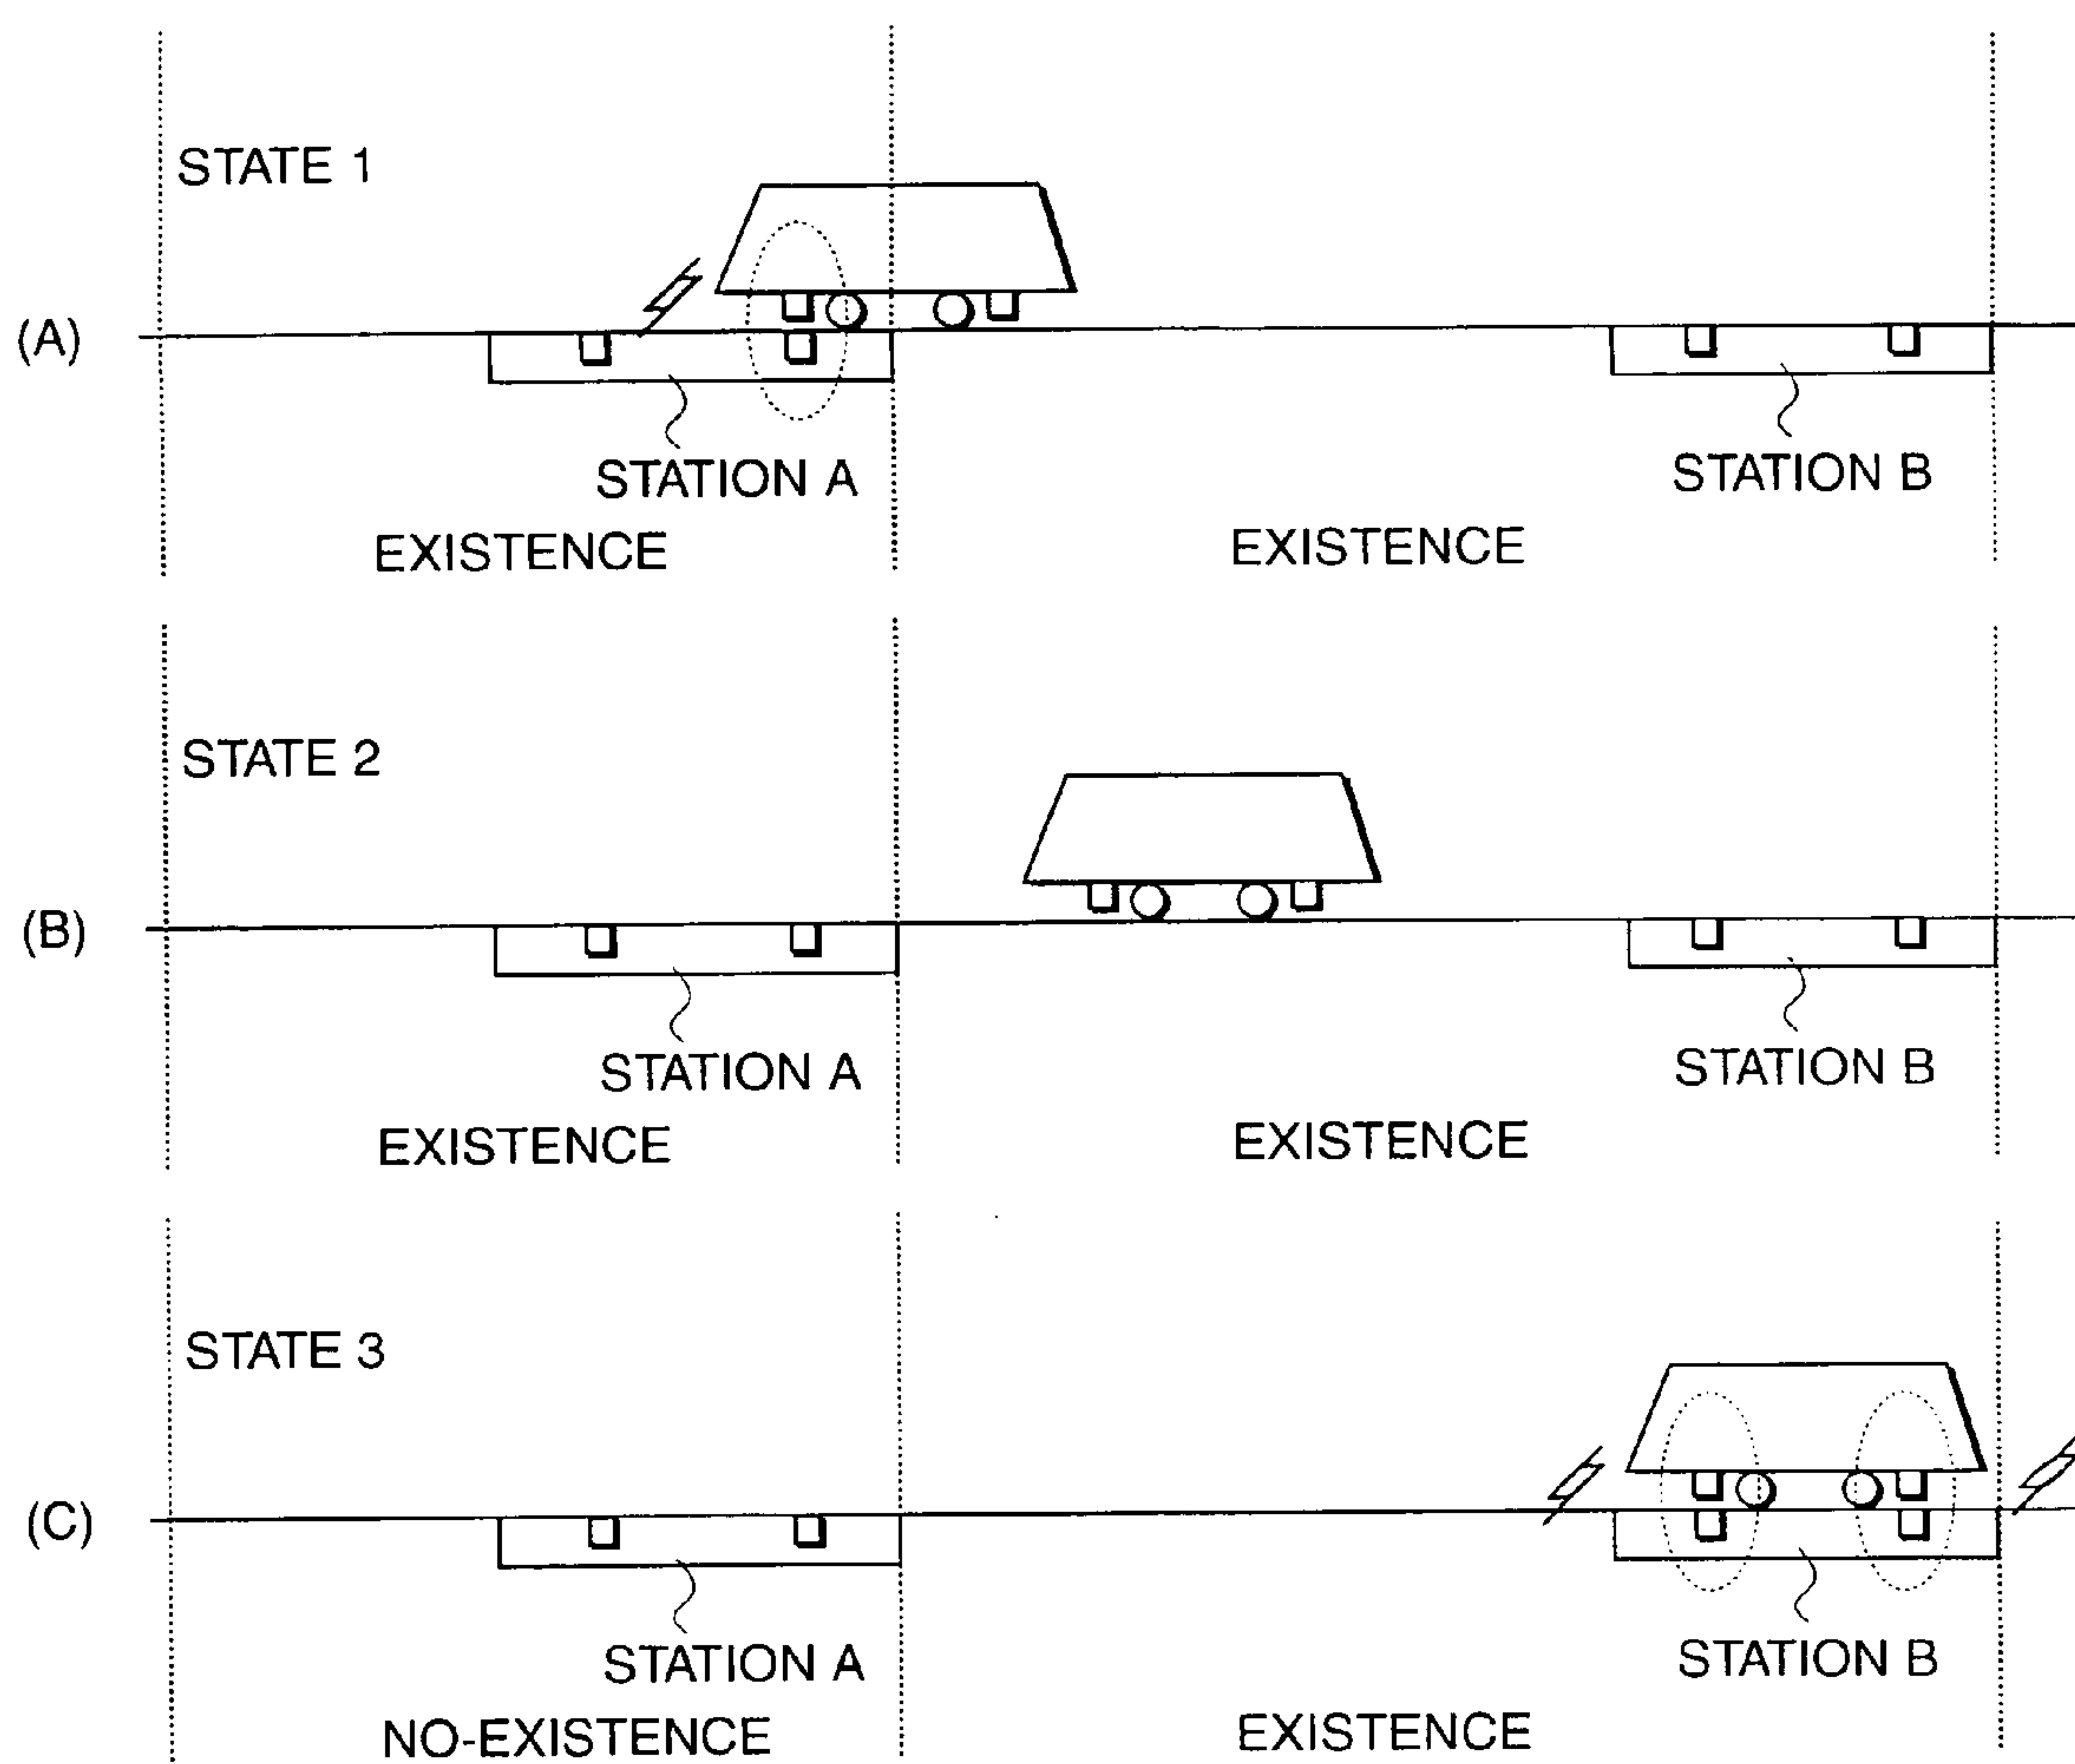 STATE 1
(A)
STATION A
STATION B
EXISTENCE
EXISTENCE
STATE 2
(B)
STATION A
STATION B
EXISTENCE
EXISTENCE
STATE 3
(C)
STATION A
STATION B
NO-EXISTENCE
EXISTENCE